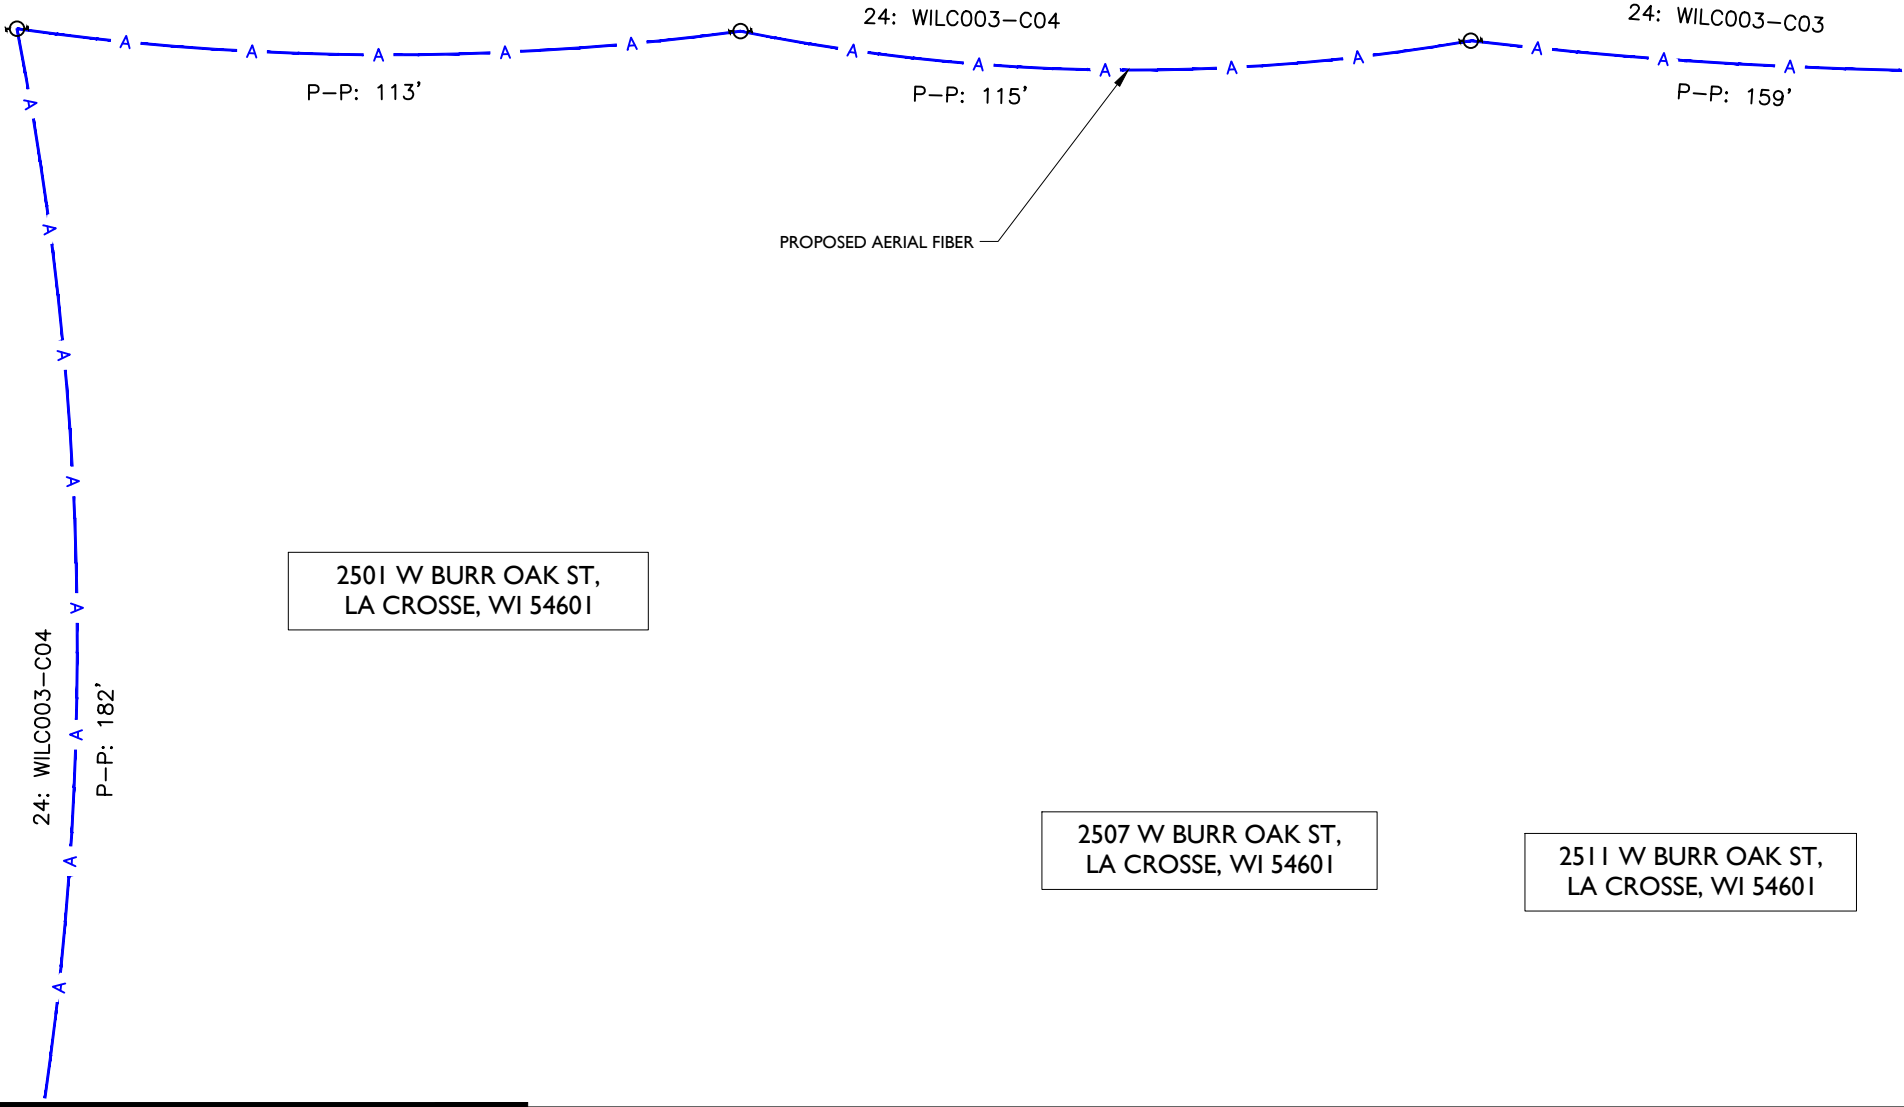 24: WILC003-C04
24: WILC003-C03
A A A A A A A A A A A A A
P-P: 113'
P-P: 115'
P-P: 159'
PROPOSED AERIAL FIBER
A
A
A
A
A
A
A
A
2501 W BURR OAK ST,
LA CROSSE, WI 54601
24: WILC003-C04
P-P: 182'
2507 W BURR OAK ST,
LA CROSSE, WI 54601
2511 W BURR OAK ST,
LA CROSSE, WI 54601